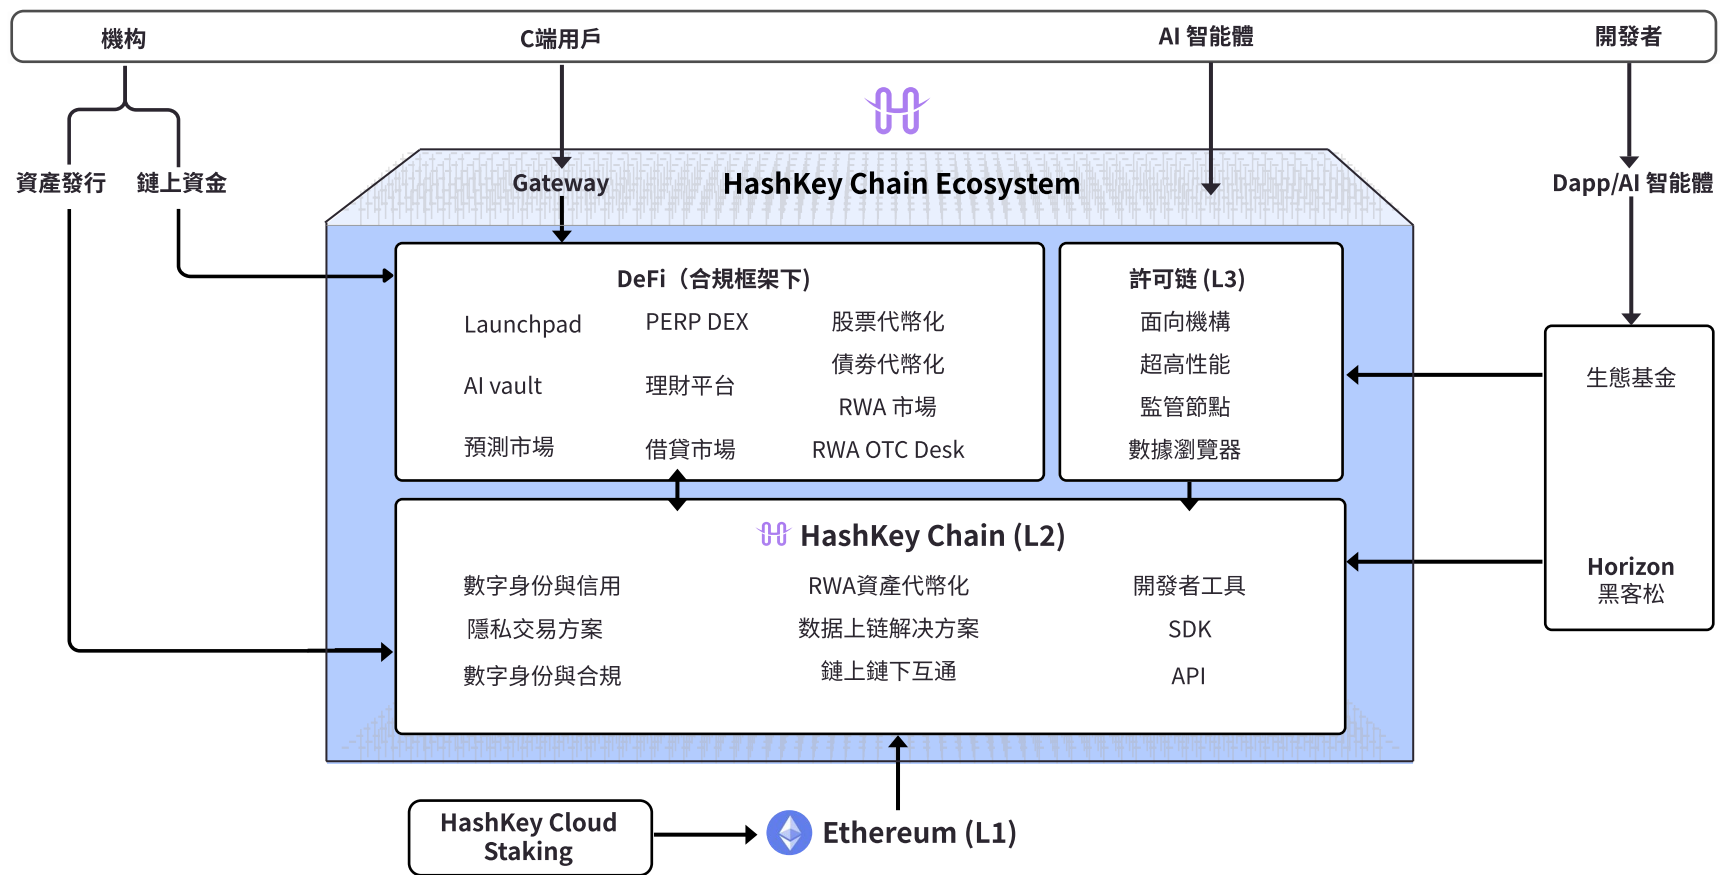 機构
C端用戶
AI 智能體
開發者
資產發行
鏈上資金
Gateway
HashKey Chain Ecosystem
Dapp/AI 智能體
DeFi（合規框架下)
Launchpad
PERP DEX
股票代幣化
債劵代幣化
AI vault
理財平台
RWA 市場
預測市場
借貸市場
RWA OTC Desk
許可链 (L3)
面向機構
超高性能
監管節點
數據瀏覽器
生態基金
Horizon
黑客松
HashKey Chain (L2)
數字身份與信用
RWA資產代幣化
開發者工具
隱私交易方案
数据上链解决方案
SDK
數字身份與合規
鏈上鏈下互通
API
HashKey Cloud
Staking
Ethereum (L1)